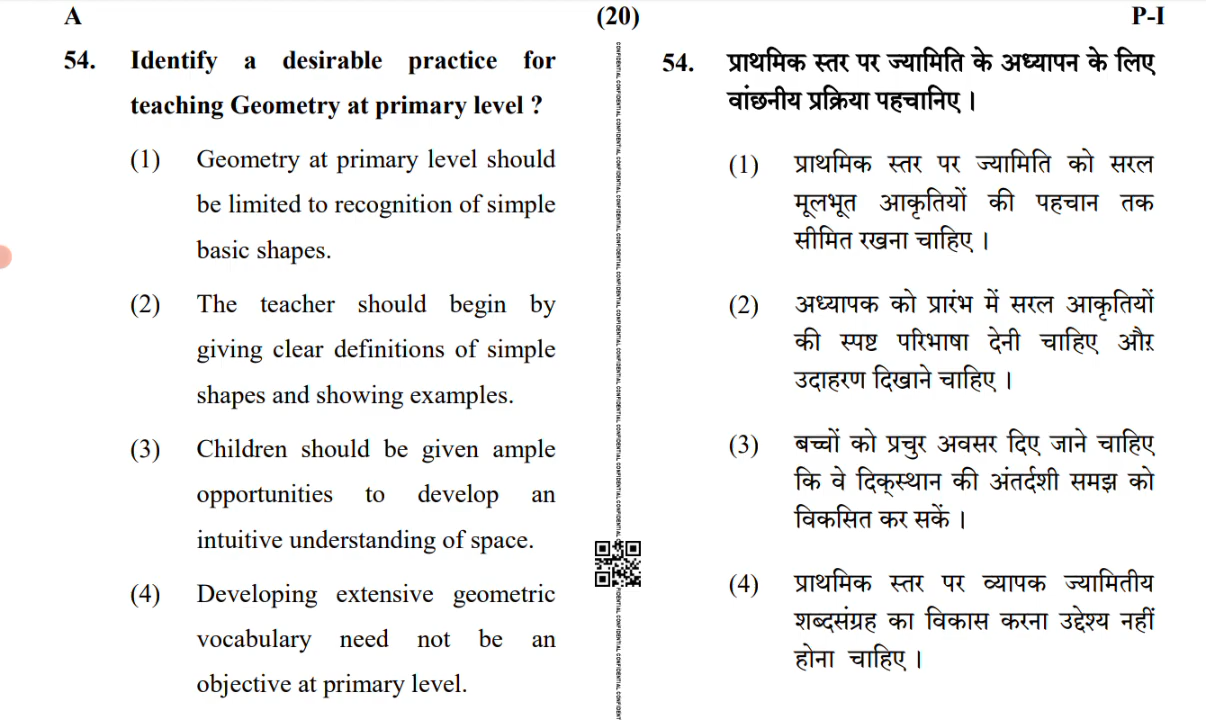 A (20) P-I
54. Identify a desirable practice for
teaching Geometry at primary level ?
(1) Geometry at primary level should
be limited to recognition of simple
basic shapes.
(2) The teacher should begin by
giving clear definitions of simple
shapes and showing examples.
(3) Children should be given ample
opportunities to develop an
intuitive understanding of space.
(4) Developing extensive geometric
vocabulary need not be an
objective at primary level.
54. प्राथमिक स्तर पर ज्यामिति के अध्यापन के लिए
वांछनीय प्रक्रिया पहचानिए ।
(1) प्राथमिक स्तर पर ज्यामिति को सरल
मूलभूत आकृतियों की पहचान तक
सीमित रखना चाहिए ।
(2) अध्यापक को प्रारंभ में सरल आकृतियों
की स्पष्ट परिभाषा देनी चाहिए और
उदाहरण दिखाने चाहिए ।
(3) बच्चों को प्रचुर अवसर दिए जाने चाहिए
कि वे दिक्स्थान की अंतर्दशी समझ को
विकसित कर सकें ।
(4) प्राथमिक स्तर पर व्यापक ज्यामितीय
शब्दसंग्रह का विकास करना उद्देश्य नहीं
होना चाहिए ।
CONFIDENTIAL CONFIDENTIAL CONFIDENTIAL CONFIDENTIAL CONFIDENTIAL